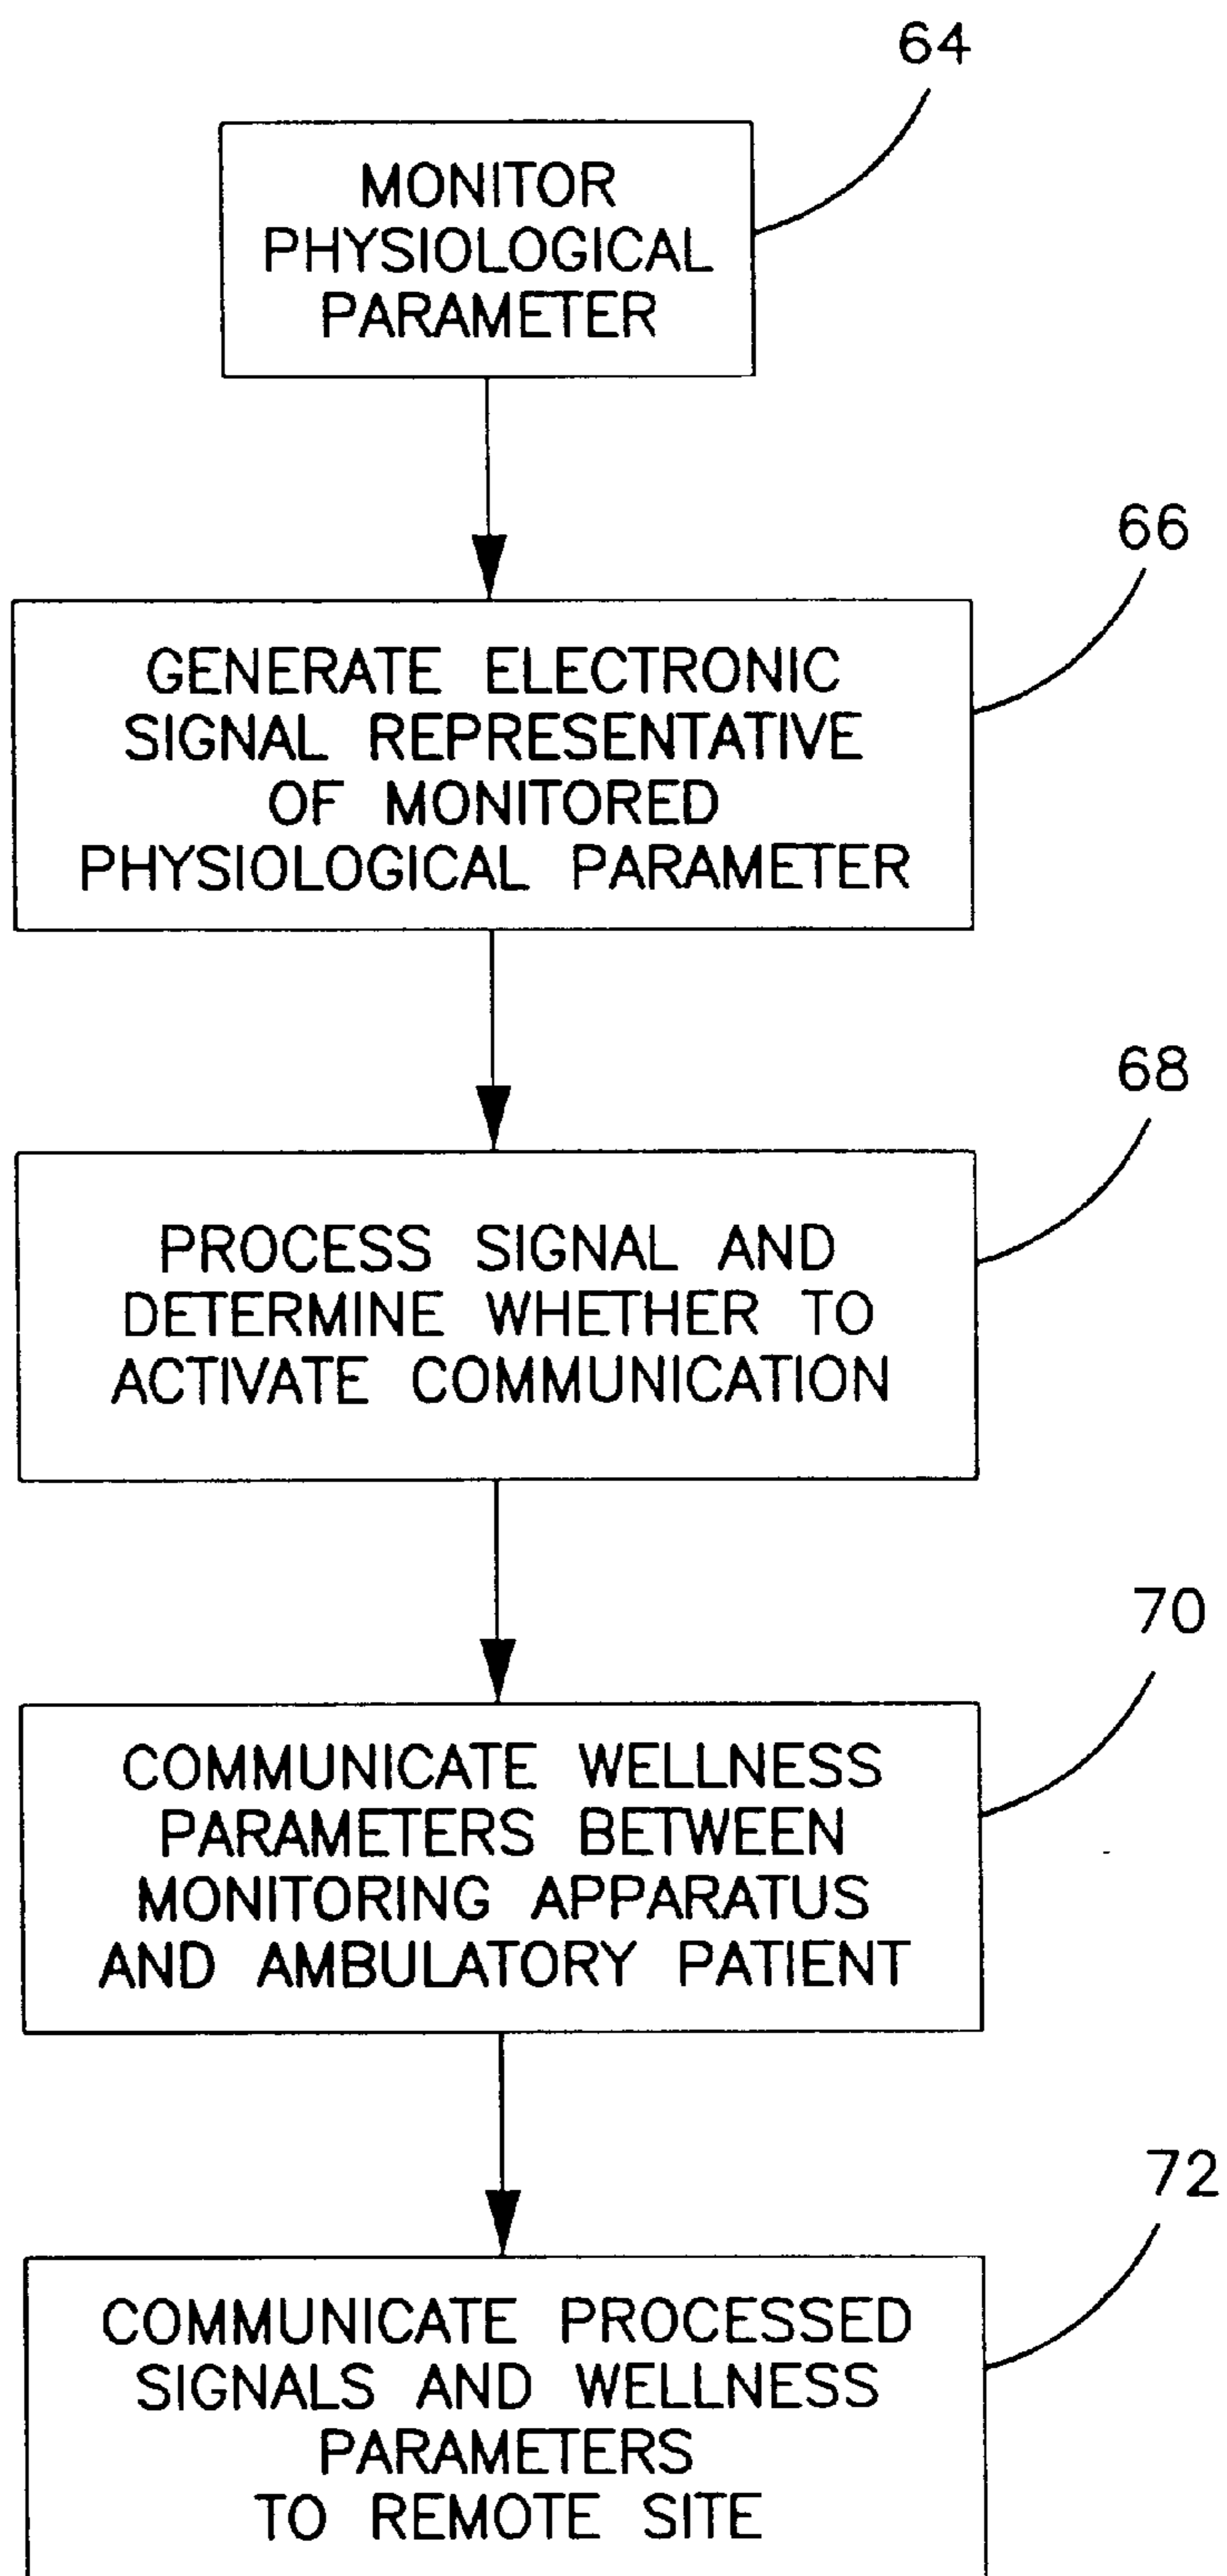 64
MONITOR
PHYSIOLOGICAL
PARAMETER
66
GENERATE ELECTRONIC
SIGNAL REPRESENTATIVE
OF MONITORED
PHYSIOLOGICAL PARAMETER
68
PROCESS SIGNAL AND
DETERMINE WHETHER TO
ACTIVATE COMMUNICATION
70
COMMUNICATE WELLNESS
PARAMETERS BETWEEN
MONITORING APPARATUS
AND AMBULATORY PATIENT
72
COMMUNICATE PROCESSED
SIGNALS AND WELLNESS
PARAMETERS
TO REMOTE SITE